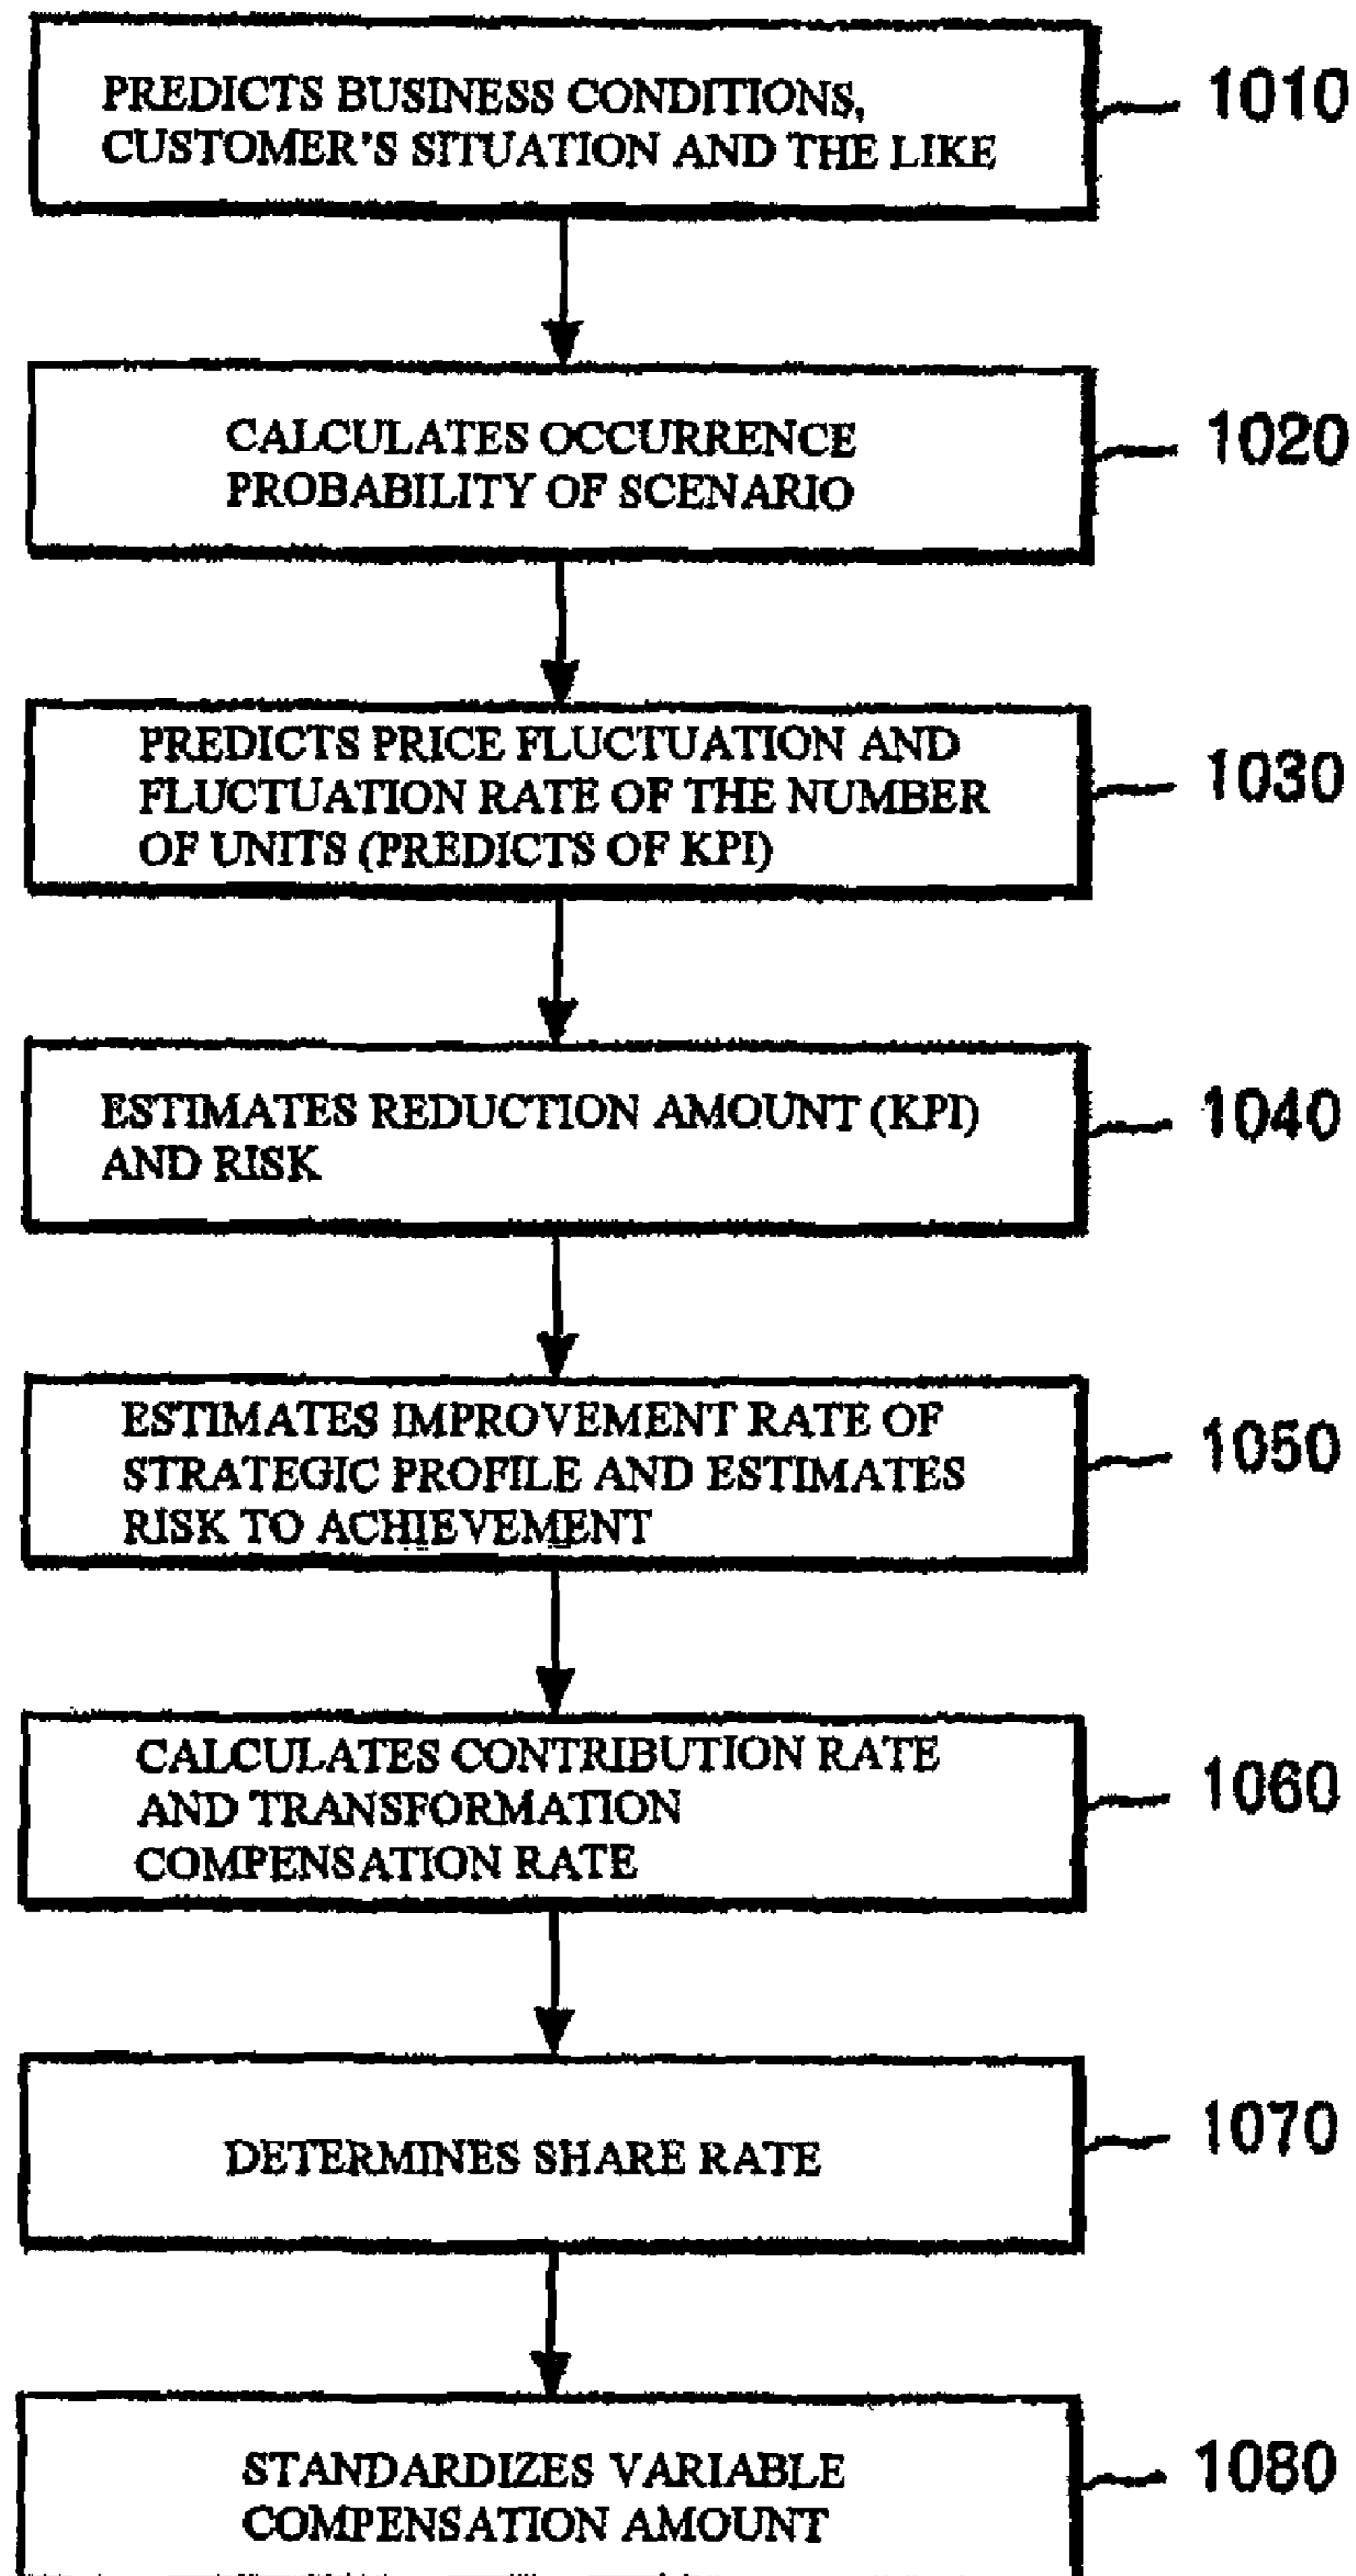 PREDICTS BUSINESS CONDITIONS,
CUSTOMER'S SITUATION AND THE LIKE
1010
CALCULATES OCCURRENCE
PROBABILITY OF SCENARIO
1020
PREDICTS PRICE FLUCTUATION AND
FLUCTUATION RATE OF THE NUMBER
OF UNITS (PREDICTS OF KPI)
1030
ESTIMATES REDUCTION AMOUNT (KPI)
AND RISK
1040
ESTIMATES IMPROVEMENT RATE OF
STRATEGIC PROFILE AND ESTIMATES
RISK TO ACHIEVEMENT
1050
CALCULATES CONTRIBUTION RATE
AND TRANSFORMATION
COMPENSATION RATE
1060
DETERMINES SHARE RATE
1070
STANDARDIZES VARIABLE
COMPENSATION AMOUNT
1080